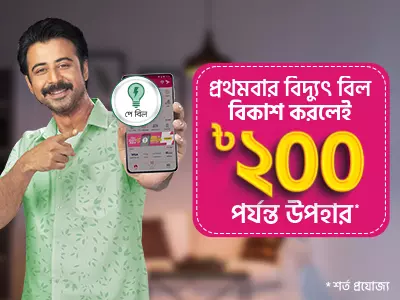 পে বিল
প্রথমবার বিদ্যুৎ বিল
বিকাশ করলেই
৳২০০
পর্যন্ত উপহার*
* শর্ত প্রযোজ্য